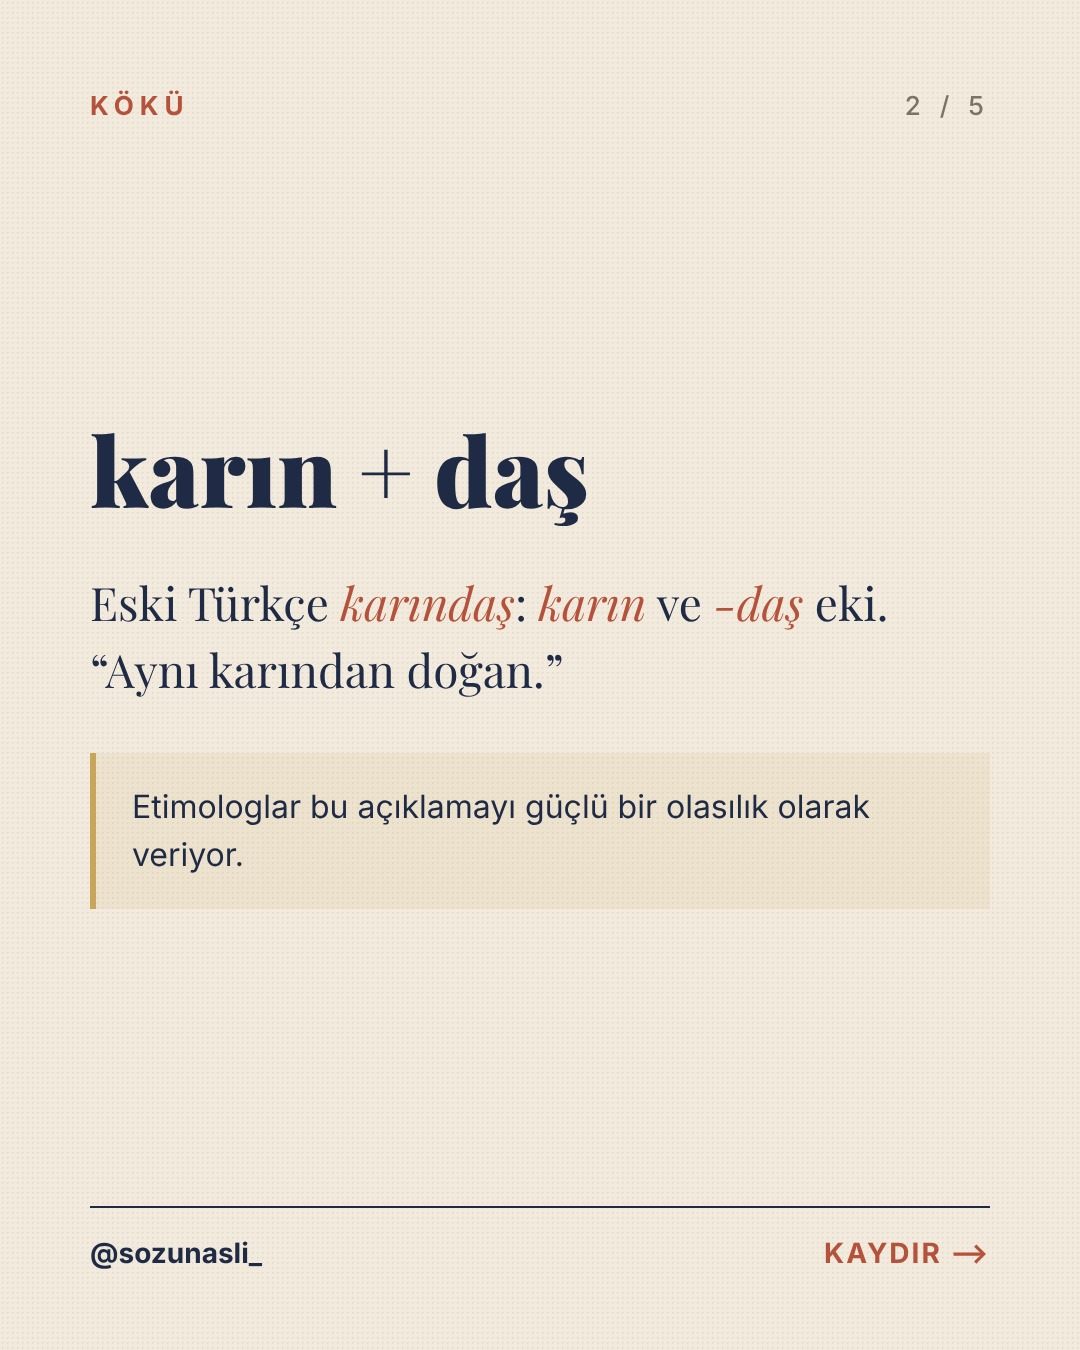 KÖKÜ
2 / 5
karın + daş
Eski Türkçe karındaş: karın ve -daş eki.
“Aynı karından doğan.”
Etimologlar bu açıklamayı güçlü bir olasılık olarak
veriyor.
@sozunasli_
KAYDIR →